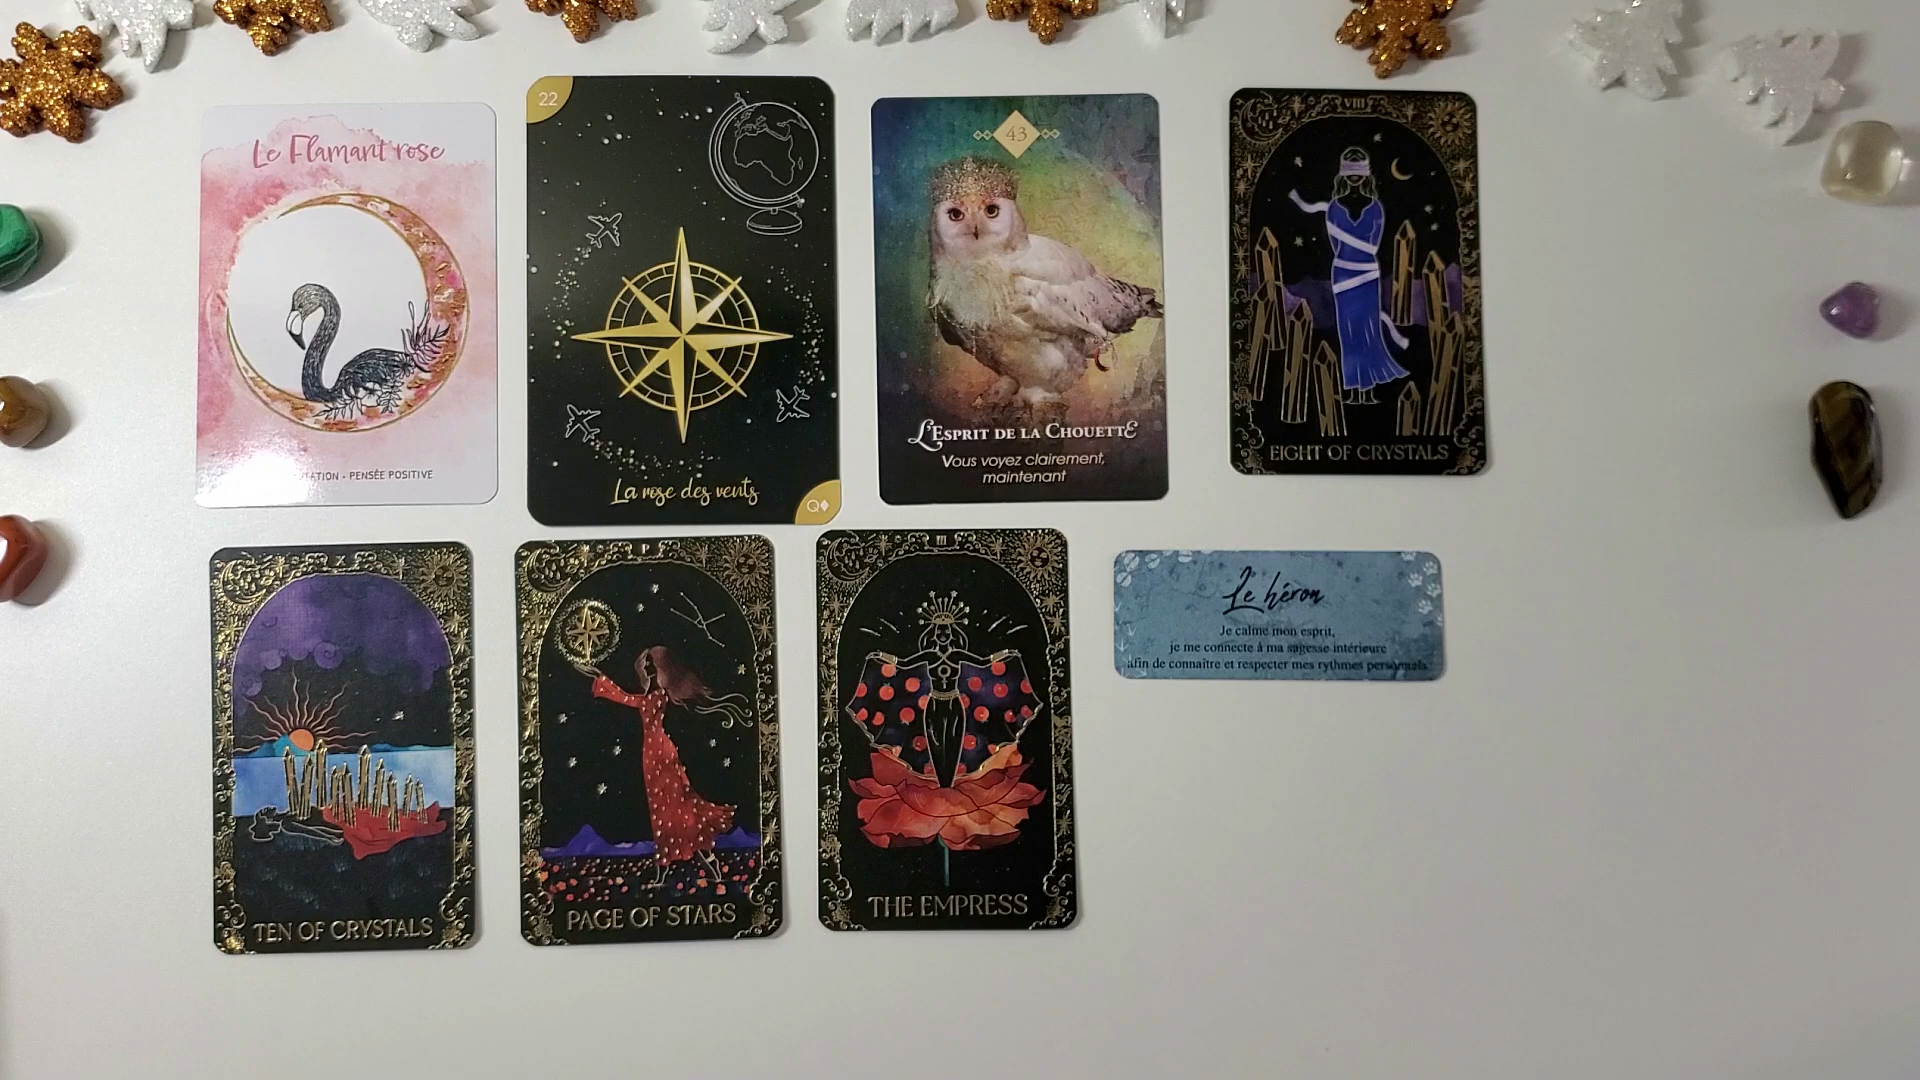 Le Flamant rose
PENSÉE POSITIVE
22
La rose des vents
Q♦
43
L'Esprit de la Chouette
Vous voyez clairement,
maintenant
VIII
EIGHT OF CRYSTALS
X
TEN OF CRYSTALS
P
PAGE OF STARS
III
THE EMPRESS
Le héron
Je calme mon esprit,
je me connecte à ma sagesse intérieure
afin de connaître et respecter mes rythmes personnels.